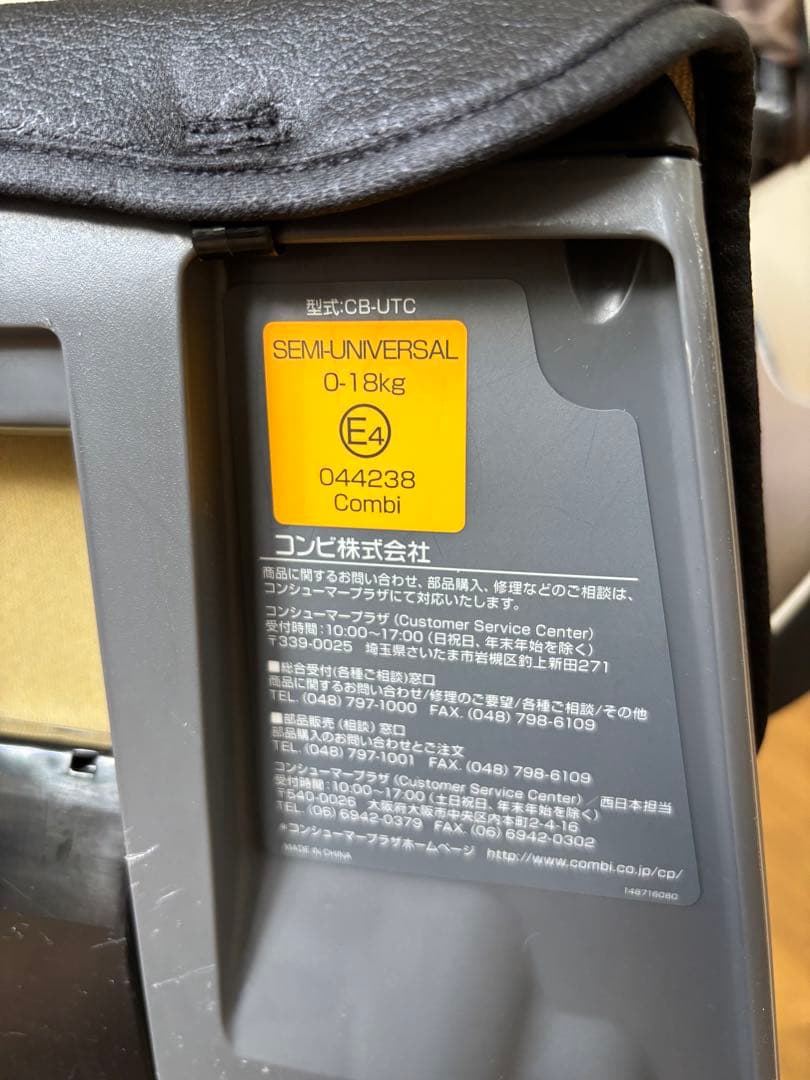 型式:CB-UTC
SEMI-UNIVERSAL
0-18kg
E4
044238
Combi
コンビ株式会社
商品に関するお問い合わせ、部品購入、修理などのご相談は、
コンシューマープラザにて対応いたします。
コンシューマープラザ (Customer Service Center)
受付時間:10:00～17:00 (日祝日、年末年始を除く)
〒339-0025 埼玉県さいたま市岩槻区釣上新田271
■総合受付(各種ご相談)窓口
商品に関するお問い合わせ/修理のご要望/各種ご相談/その他
TEL. (048) 797-1000 FAX. (048) 798-6109
■部品販売 (相談) 窓口
部品購入のお問い合わせとご注文
TEL. (048) 797-1001 FAX. (048) 798-6109
コンシューマープラザ (Customer Service Center) / 西日本担当
受付時間:10:00～17:00 (土日祝日、年末年始を除く)
〒540-0026 大阪府大阪市中央区内本町2-4-16
TEL. (06) 6942-0379 FAX. (06) 6942-0302
*コンシューマープラザホームページ http://www.combi.co.jp/cp/
MADE IN CHINA
148716080